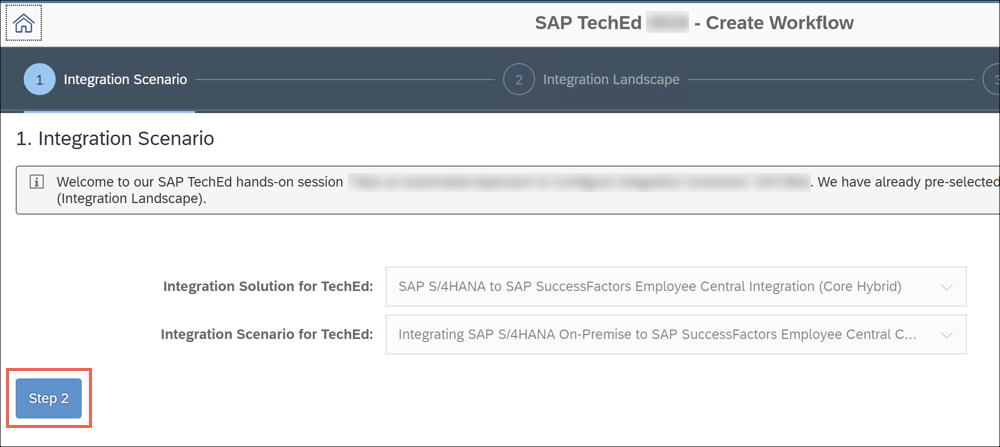 SAP TechEd - Create Workflow
1 Integration Scenario 2 Integration Landscape 3
1. Integration Scenario
i Welcome to our SAP TechEd hands-on session . We have already pre-selected
(Integration Landscape).
Integration Solution for TechEd: SAP S/4HANA to SAP SuccessFactors Employee Central Integration (Core Hybrid)
Integration Scenario for TechEd: Integrating SAP S/4HANA On-Premise to SAP SuccessFactors Employee Central C...
Step 2